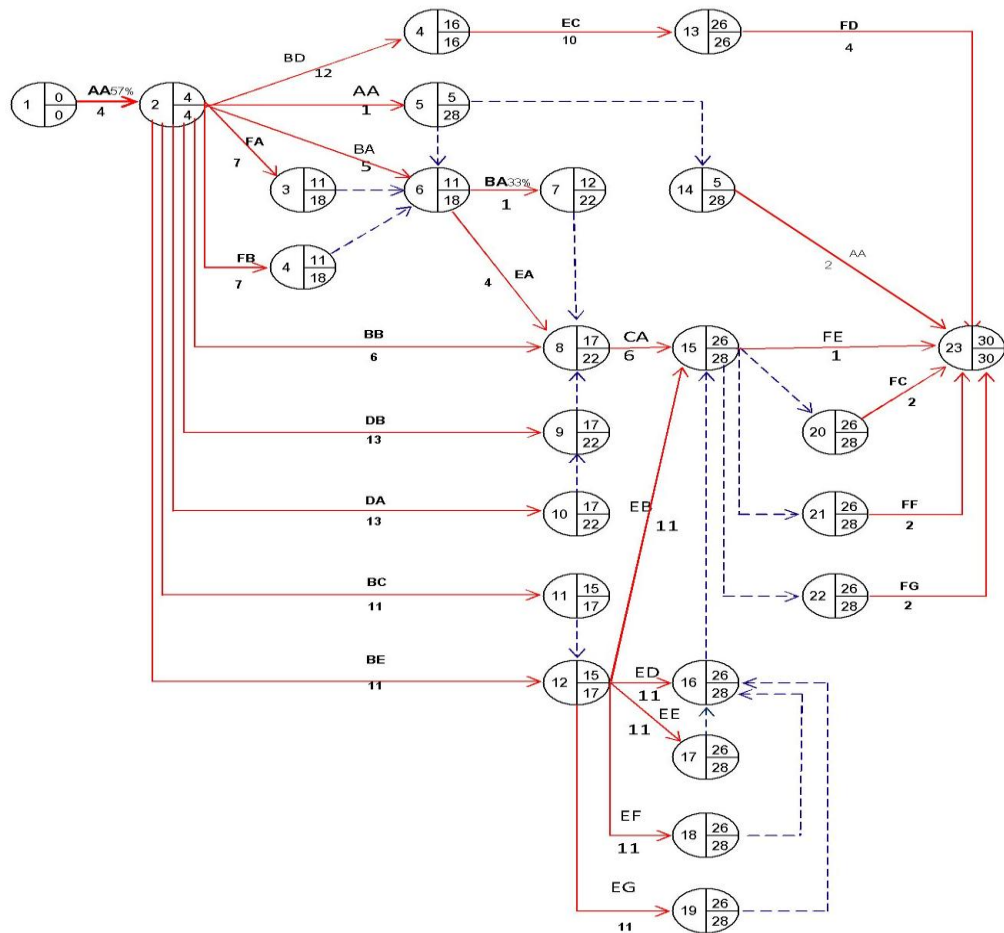 4 16 16
EC
10
13 26 26
FD
4
BD
12
1 0 0
AA57%
4
2 4 4
AA
1
5 5 28
FA
7
BA
5
3 11 18
6 11 18
BA33%
1
7 12 22
14 5 28
FB
7
4 11 18
4 EA
2 AA
BB
6
8 17 22
CA
6
15 26 28
FE
1
23 30 30
FC
2
DB
13
9 17 22
20 26 28
DA
13
10 17 22
EB
11
21 26 28
FF
2
BC
11
11 15 17
22 26 28
FG
2
BE
11
12 15 17
ED
11
16 26 28
EE
11
17 26 28
EF
11
18 26 28
EG
11
19 26 28